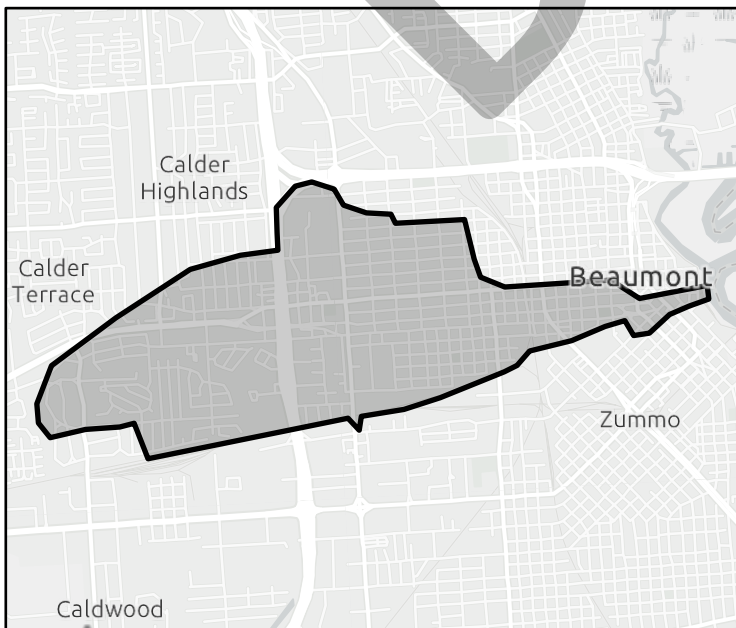 Calder
Highlands
Calder
Terrace
Beaumont
Zummo
Caldwood